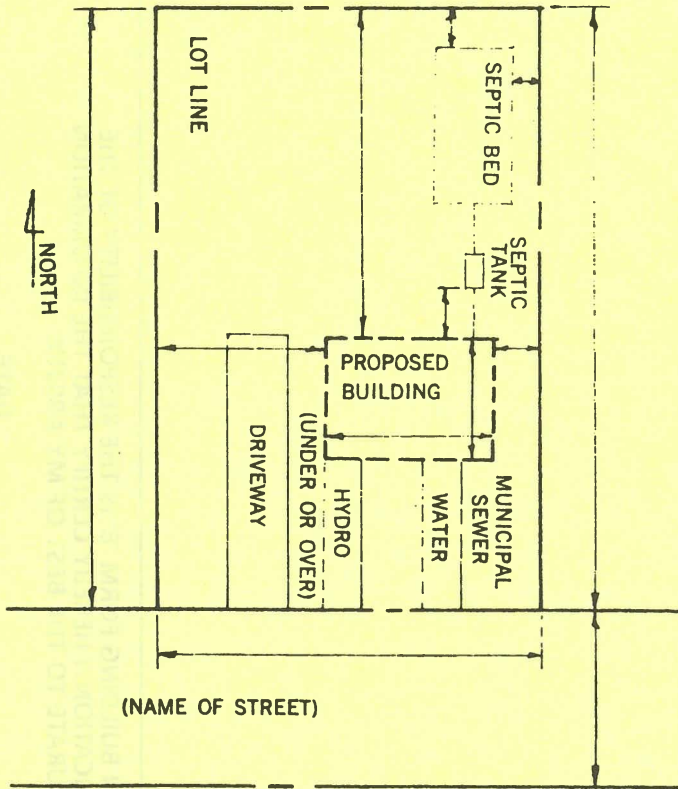 LOT LINE
SEPTIC BED
SEPTIC
TANK
NORTH
PROPOSED
BUILDING
DRIVEWAY
(UNDER OR OVER)
HYDRO
WATER
MUNICIPAL
SEWER
(NAME OF STREET)